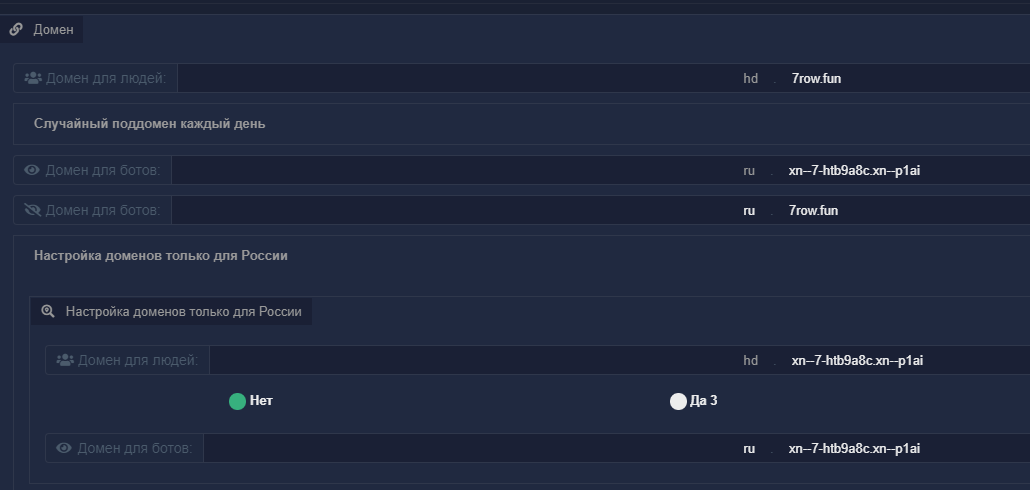 Домен
Домен для людей: hd . 7row.fun
Случайный поддомен каждый день
Домен для ботов: ru . xn--7-htb9a8c.xn--p1ai
Домен для ботов: ru . 7row.fun
Настройка доменов только для России
Настройка доменов только для России
Домен для людей: hd . xn--7-htb9a8c.xn--p1ai
Нет Да 3
Домен для ботов: ru . xn--7-htb9a8c.xn--p1ai